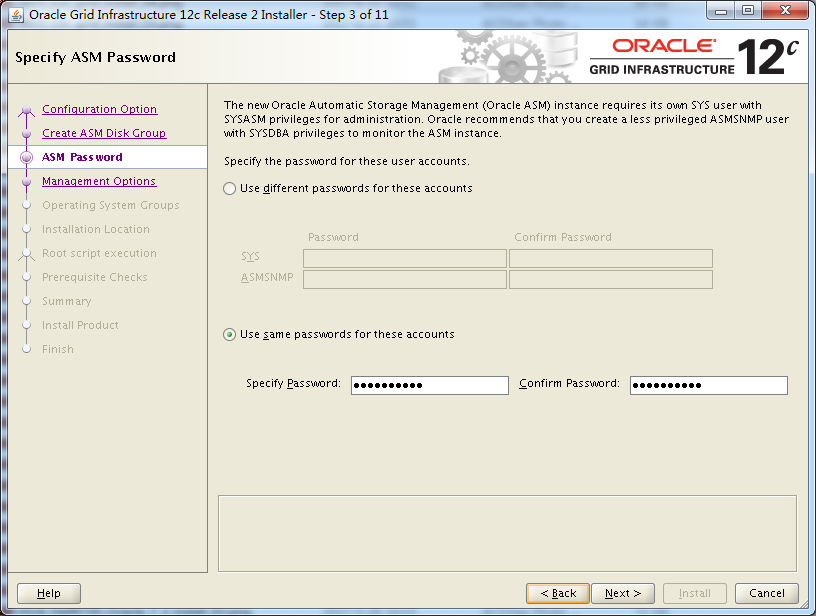 Oracle Grid Infrastructure 12c Release 2 Installer - Step 3 of 11
Specify ASM Password
ORACLE
GRID INFRASTRUCTURE
12c
Configuration Option
Create ASM Disk Group
ASM Password
Management Options
Operating System Groups
Installation Location
Root script execution
Prerequisite Checks
Summary
Install Product
Finish
The new Oracle Automatic Storage Management (Oracle ASM) instance requires its own SYS user with
SYSASM privileges for administration. Oracle recommends that you create a less privileged ASMSNMP user
with SYSDBA privileges to monitor the ASM instance.
Specify the password for these user accounts.
Use different passwords for these accounts
Password Confirm Password
SYS
ASMSNMP
Use same passwords for these accounts
Specify Password: ●●●●●●●●●● Confirm Password: ●●●●●●●●●●
Help < Back Next > Install Cancel